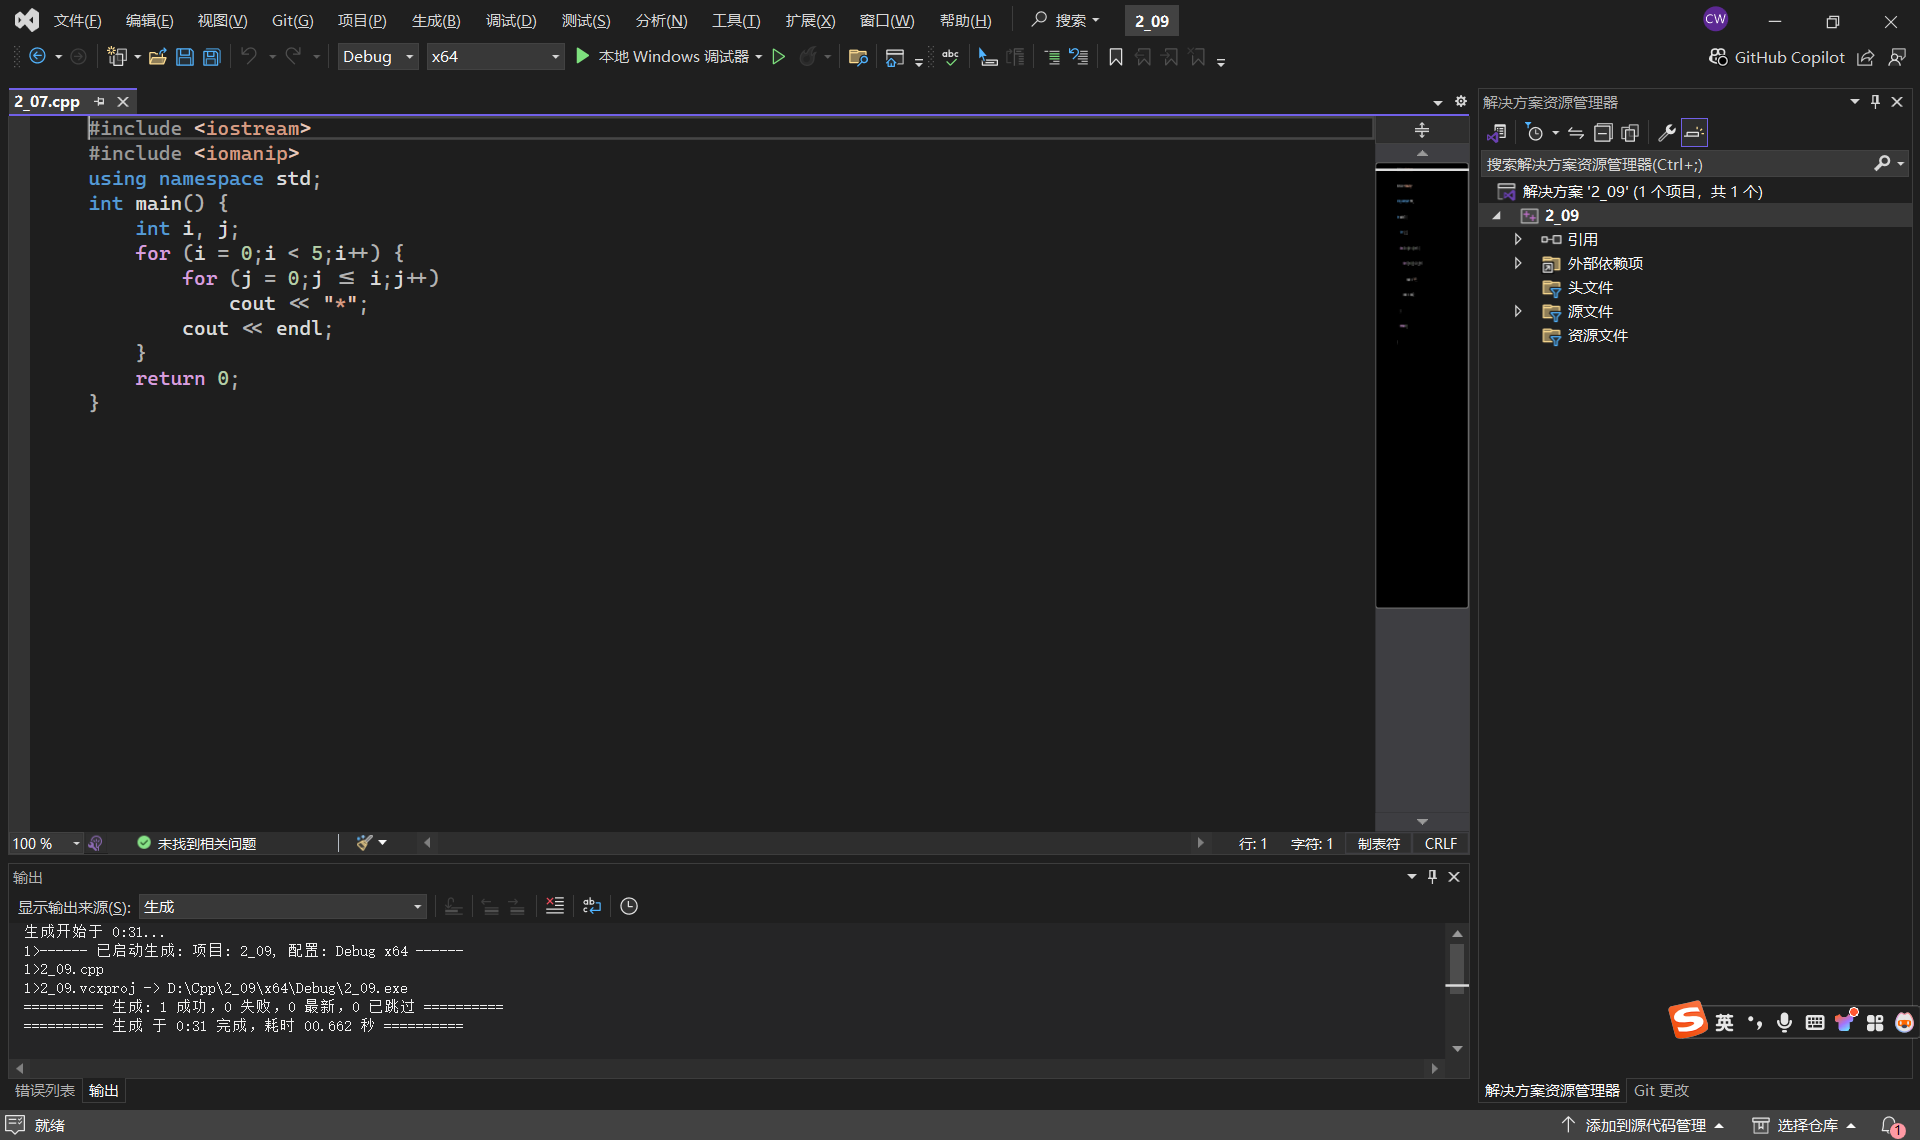 文件(F) 编辑(E) 视图(V) Git(G) 项目(P) 生成(B) 调试(D) 测试(S) 分析(N) 工具(T) 扩展(X) 窗口(W) 帮助(H) 搜索 2_09 CW
Debug x64 本地 Windows 调试器 abc GitHub Copilot
2_07.cpp
#include <iostream>
#include <iomanip>
using namespace std;
int main() {
    int i, j;
    for (i = 0;i < 5;i++) {
        for (j = 0;j ≤ i;j++)
            cout << "*";
        cout << endl;
    }
    return 0;
}
100 % 未找到相关问题 行: 1 字符: 1 制表符 CRLF
输出
显示输出来源(S): 生成
生成开始于 0:31...
1>------ 已启动生成: 项目: 2_09, 配置: Debug x64 ------
1>2_09.cpp
1>2_09.vcxproj -> D:\Cpp\2_09\x64\Debug\2_09.exe
========== 生成: 1 成功，0 失败，0 最新，0 已跳过 ==========
========== 生成 于 0:31 完成，耗时 00.662 秒 ==========
错误列表 输出
解决方案资源管理器
搜索解决方案资源管理器(Ctrl+;)
解决方案 '2_09' (1 个项目，共 1 个)
2_09
引用
外部依赖项
头文件
源文件
资源文件
S 英
解决方案资源管理器 Git 更改
就绪 添加到源代码管理 选择仓库 1